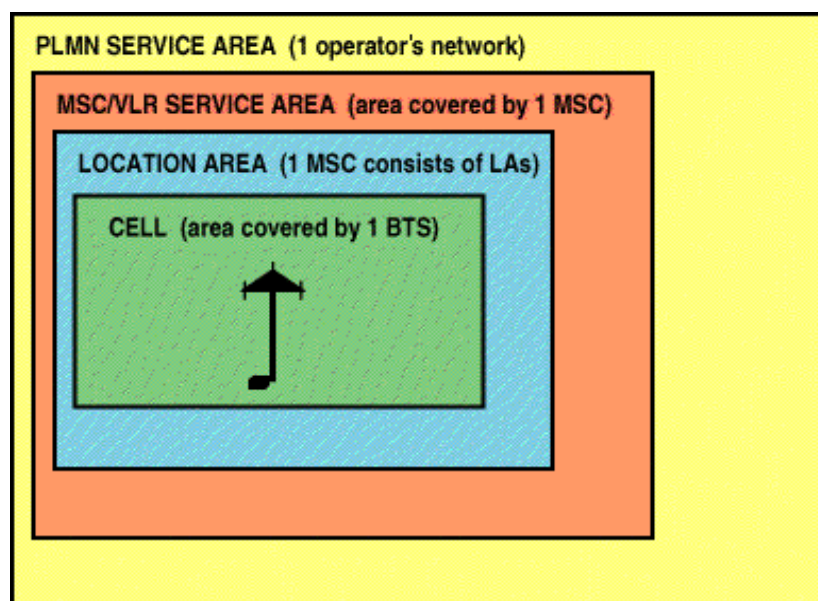 PLMN SERVICE AREA (1 operator's network)
MSC/VLR SERVICE AREA (area covered by 1 MSC)
LOCATION AREA (1 MSC consists of LAs)
CELL (area covered by 1 BTS)